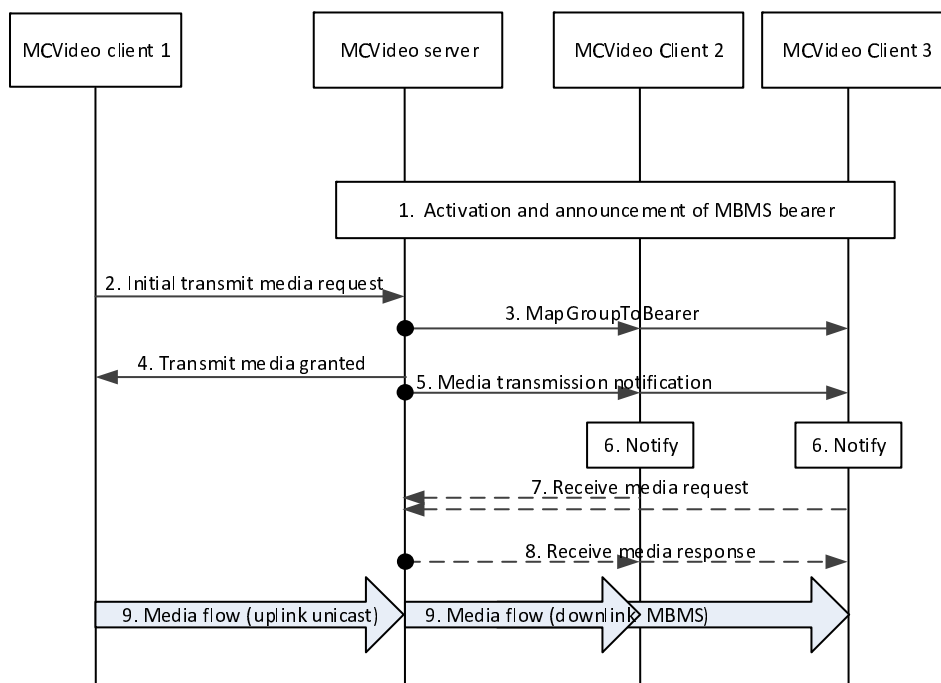 MCVideo client 1
MCVideo server
MCVideo Client 2
MCVideo Client 3
1. Activation and announcement of MBMS bearer
2. Initial transmit media request
3. MapGroupToBearer
4. Transmit media granted
5. Media transmission notification
6. Notify
6. Notify
7. Receive media request
8. Receive media response
9. Media flow (uplink unicast)
9. Media flow (downlink MBMS)